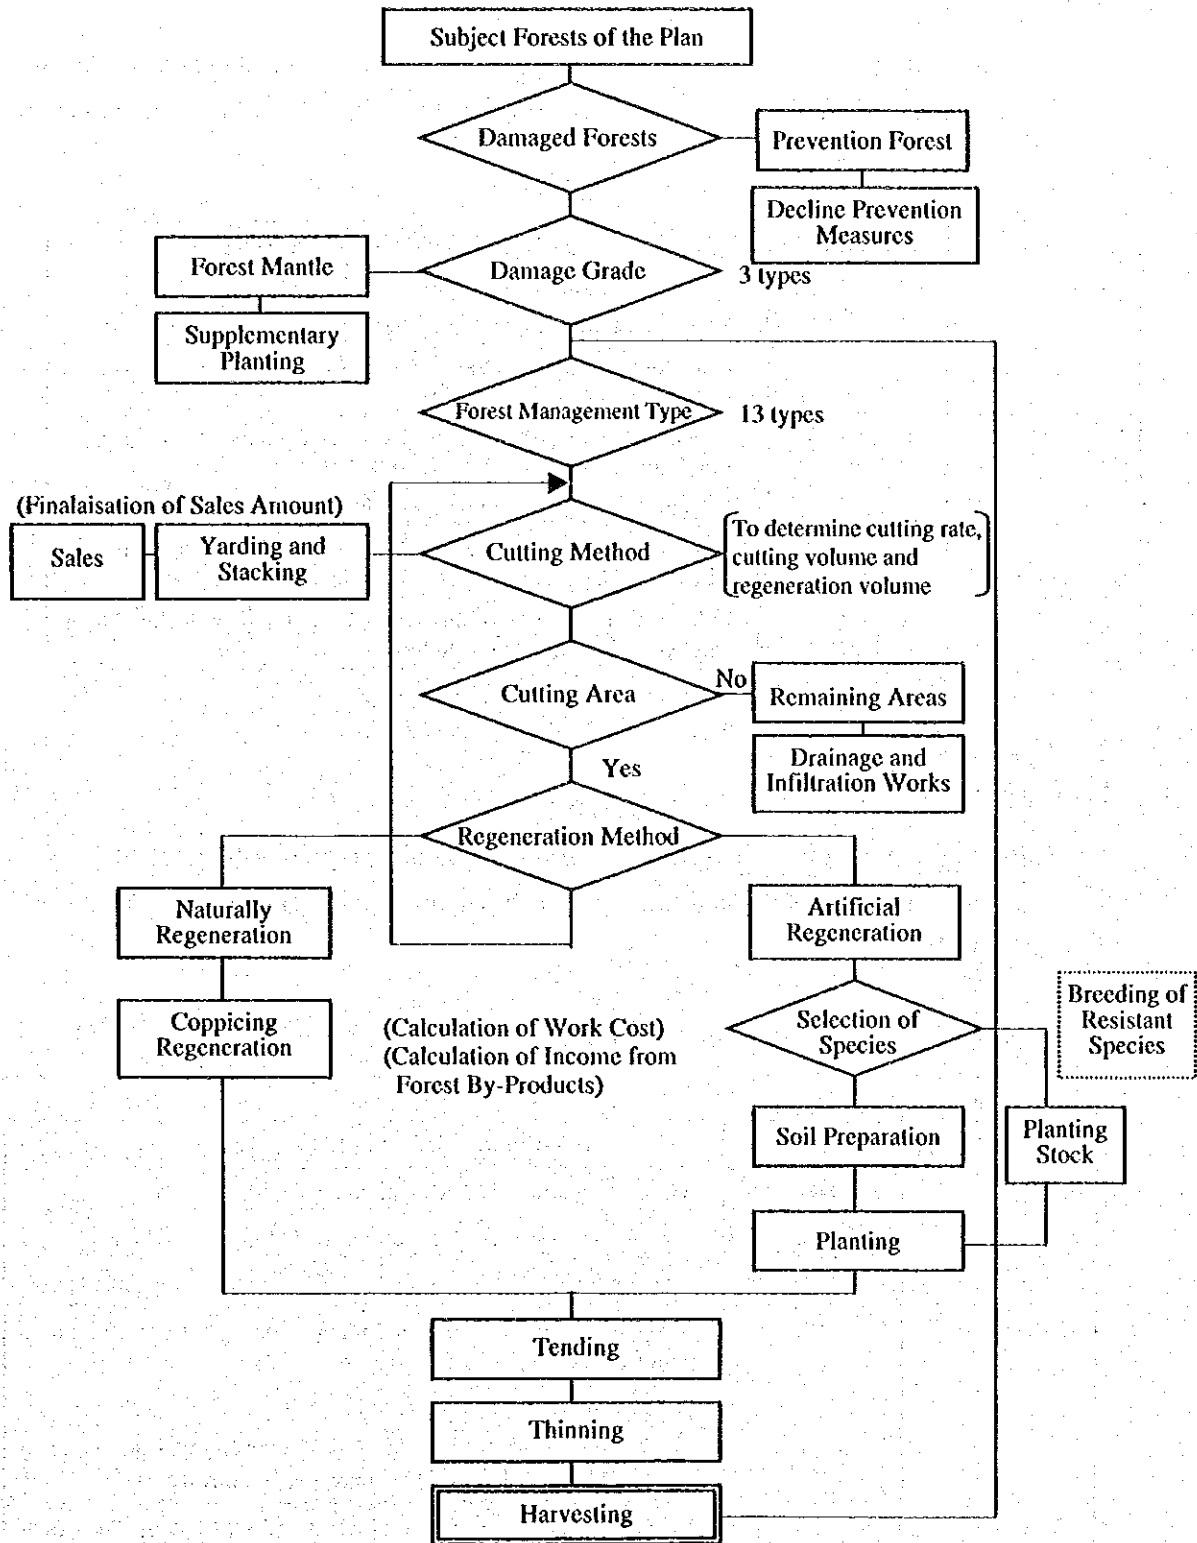 Subject Forests of the Plan
Damaged Forests
Prevention Forest
Decline Prevention
Measures
Forest Mantle
Damage Grade
3 types
Supplementary
Planting
Forest Management Type
13 types
(Finalaisation of Sales Amount)
Sales
Yarding and
Stacking
Cutting Method
To determine cutting rate,
cutting volume and
regeneration volume
Cutting Area
No
Remaining Areas
Drainage and
Infiltration Works
Yes
Regeneration Method
Naturally
Regeneration
Artificial
Regeneration
Coppicing
Regeneration
(Calculation of Work Cost)
(Calculation of Income from
Forest By-Products)
Selection of
Species
Breeding of
Resistant
Species
Soil Preparation
Planting
Stock
Planting
Tending
Thinning
Harvesting